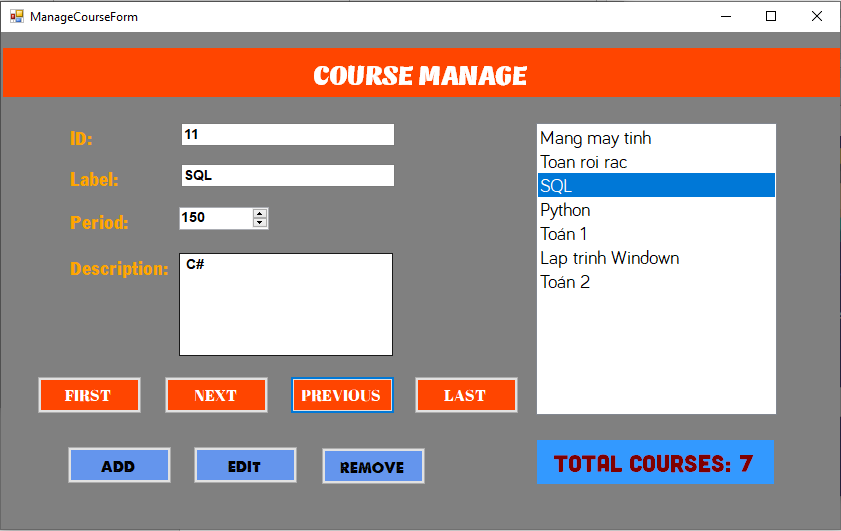 ManageCourseForm
COURSE MANAGE
ID:
11
Label:
SQL
Period:
150
Description:
C#
Mang may tinh
Toan roi rac
SQL
Python
Toán 1
Lap trinh Windown
Toán 2
FIRST
NEXT
PREVIOUS
LAST
ADD
EDIT
REMOVE
TOTAL COURSES: 7